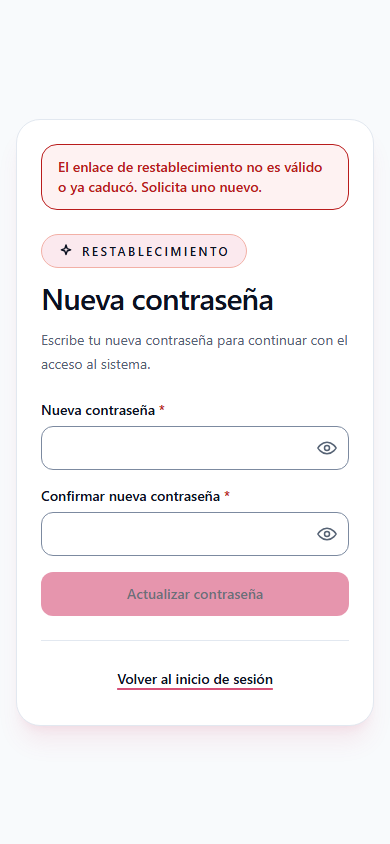 El enlace de restablecimiento no es válido
o ya caducó. Solicita uno nuevo.
RESTABLECIMIENTO
Nueva contraseña
Escribe tu nueva contraseña para continuar con el
acceso al sistema.
Nueva contraseña *
Confirmar nueva contraseña *
Actualizar contraseña
Volver al inicio de sesión